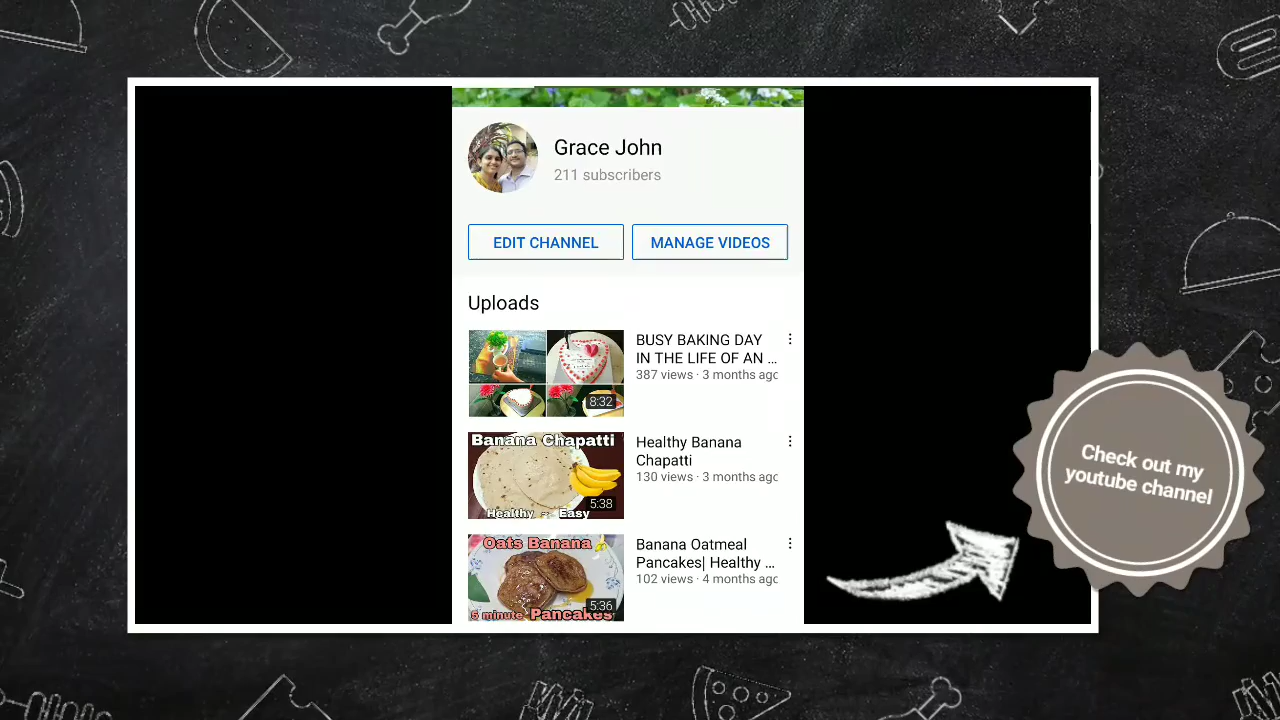 Grace John
211 subscribers
EDIT CHANNEL
MANAGE VIDEOS
Uploads
BUSY BAKING DAY
IN THE LIFE OF AN ...
387 views · 3 months ago
8:32
Banana Chapatti
Healthy - Easy
5:38
Healthy Banana
Chapatti
130 views · 3 months ago
Oats Banana
5 minute Pancakes
5:36
Banana Oatmeal
Pancakes| Healthy ...
102 views · 4 months ago
Check out my
youtube channel